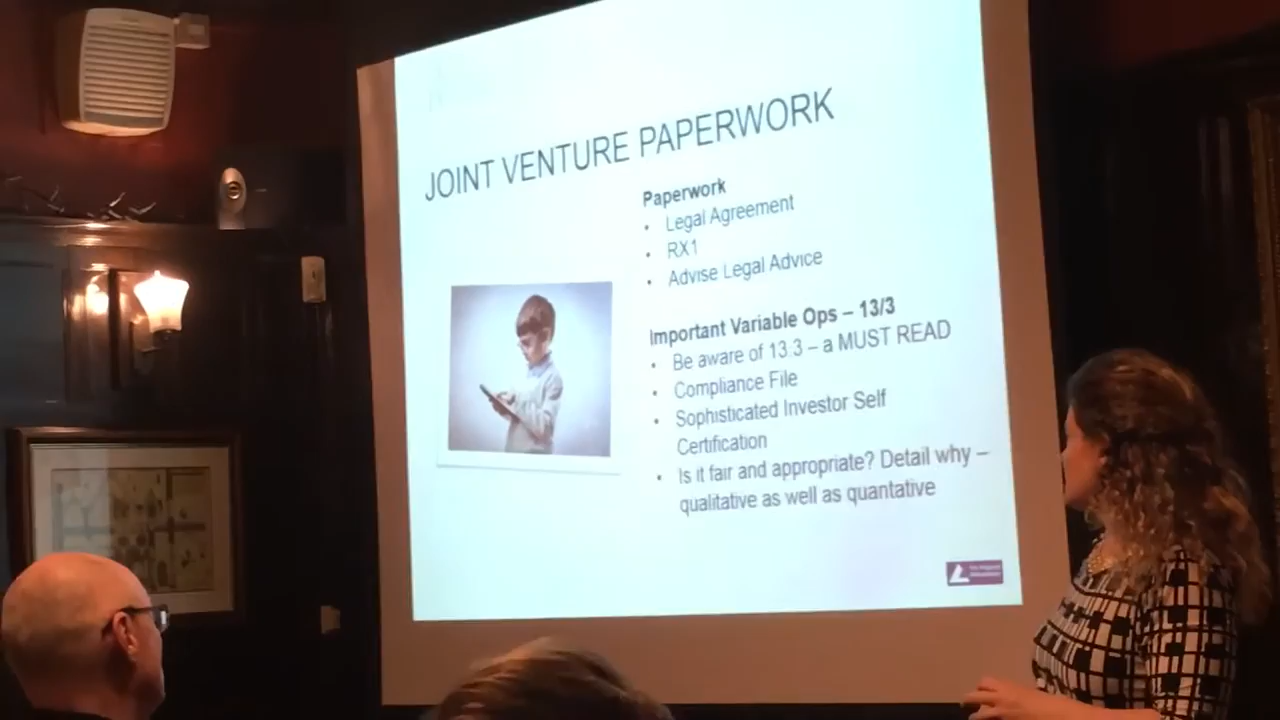 JOINT VENTURE PAPERWORK
Paperwork
• Legal Agreement
• RX1
• Advise Legal Advice
Important Variable Ops – 13/3
• Be aware of 13.3 – a MUST READ
• Compliance File
• Sophisticated Investor Self
Certification
• Is it fair and appropriate? Detail why –
qualitative as well as quantative